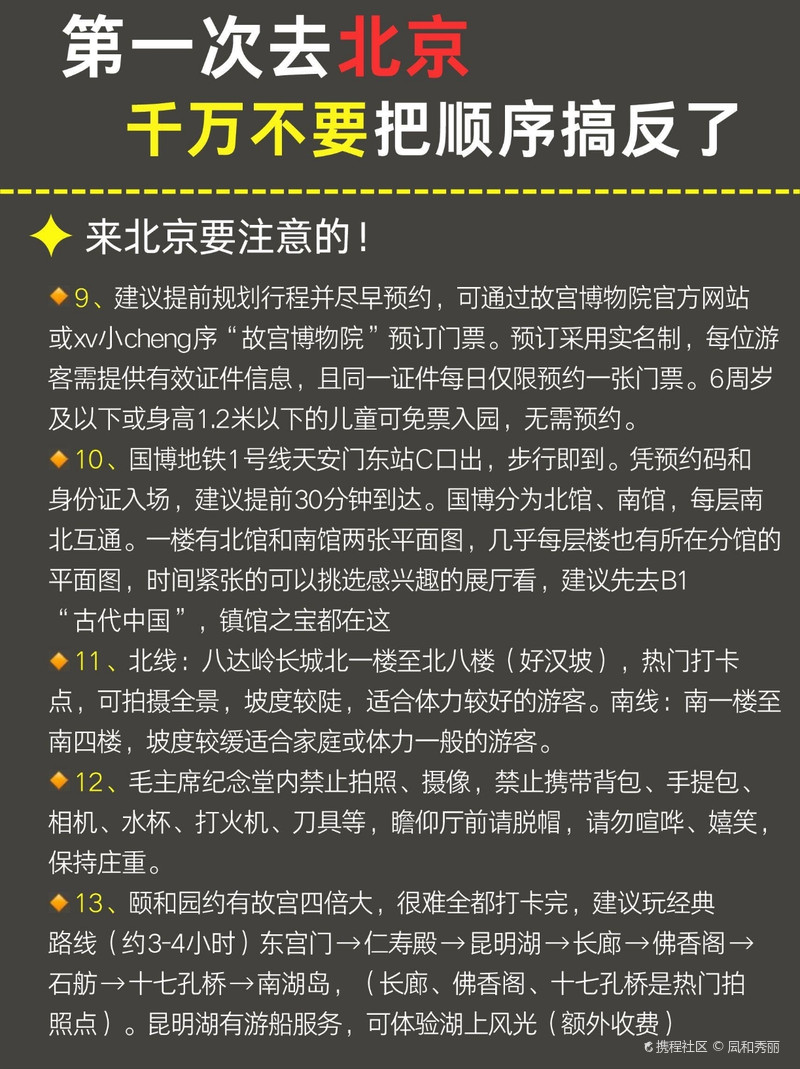 第一次去北京
千万不要把顺序搞反了
来北京要注意的！
9、建议提前规划行程并尽早预约，可通过故宫博物院官方网站
或xv小cheng序“故宫博物院”预订门票。预订采用实名制，每位游
客需提供有效证件信息，且同一证件每日仅限预约一张门票。6周岁
及以下或身高1.2米以下的儿童可免票入园，无需预约。
10、国博地铁1号线天安门东站C口出，步行即到。凭预约码和
身份证入场，建议提前30分钟到达。国博分为北馆、南馆，每层南
北互通。一楼有北馆和南馆两张平面图，几乎每层楼也有所在分馆的
平面图，时间紧张的可以挑选感兴趣的展厅看，建议先去B1
“古代中国”，镇馆之宝都在这
11、北线：八达岭长城北一楼至北八楼（好汉坡），热门打卡
点，可拍摄全景，坡度较陡，适合体力较好的游客。南线：南一楼至
南四楼，坡度较缓适合家庭或体力一般的游客。
12、毛主席纪念堂内禁止拍照、摄像，禁止携带背包、手提包、
相机、水杯、打火机、刀具等，瞻仰厅前请脱帽，请勿喧哗、嬉笑，
保持庄重。
13、颐和园约有故宫四倍大，很难全都打卡完，建议玩经典
路线（约3-4小时）东宫门→仁寿殿→昆明湖→长廊→佛香阁→
石舫→十七孔桥→南湖岛，（长廊、佛香阁、十七孔桥是热门拍
照点）。昆明湖有游船服务，可体验湖上风光（额外收费）
携程社区 © 凨和秀丽